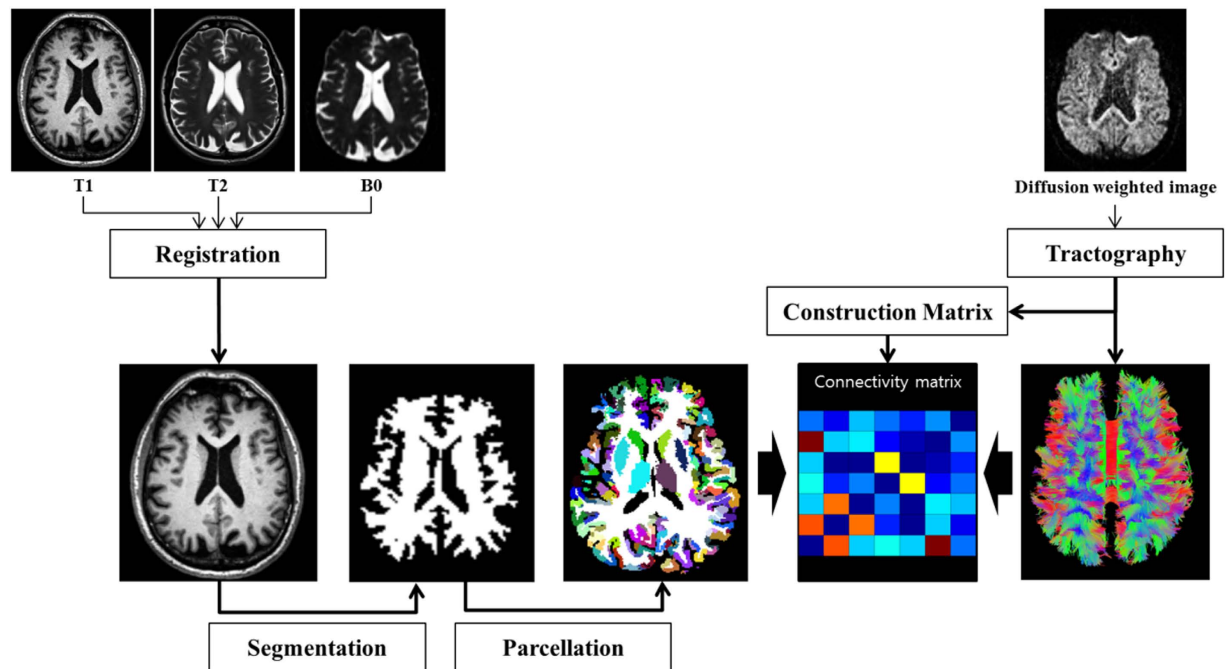 T1
T2
B0
Diffusion weighted image
Registration
Tractography
Construction Matrix
Connectivity matrix
Segmentation
Parcellation